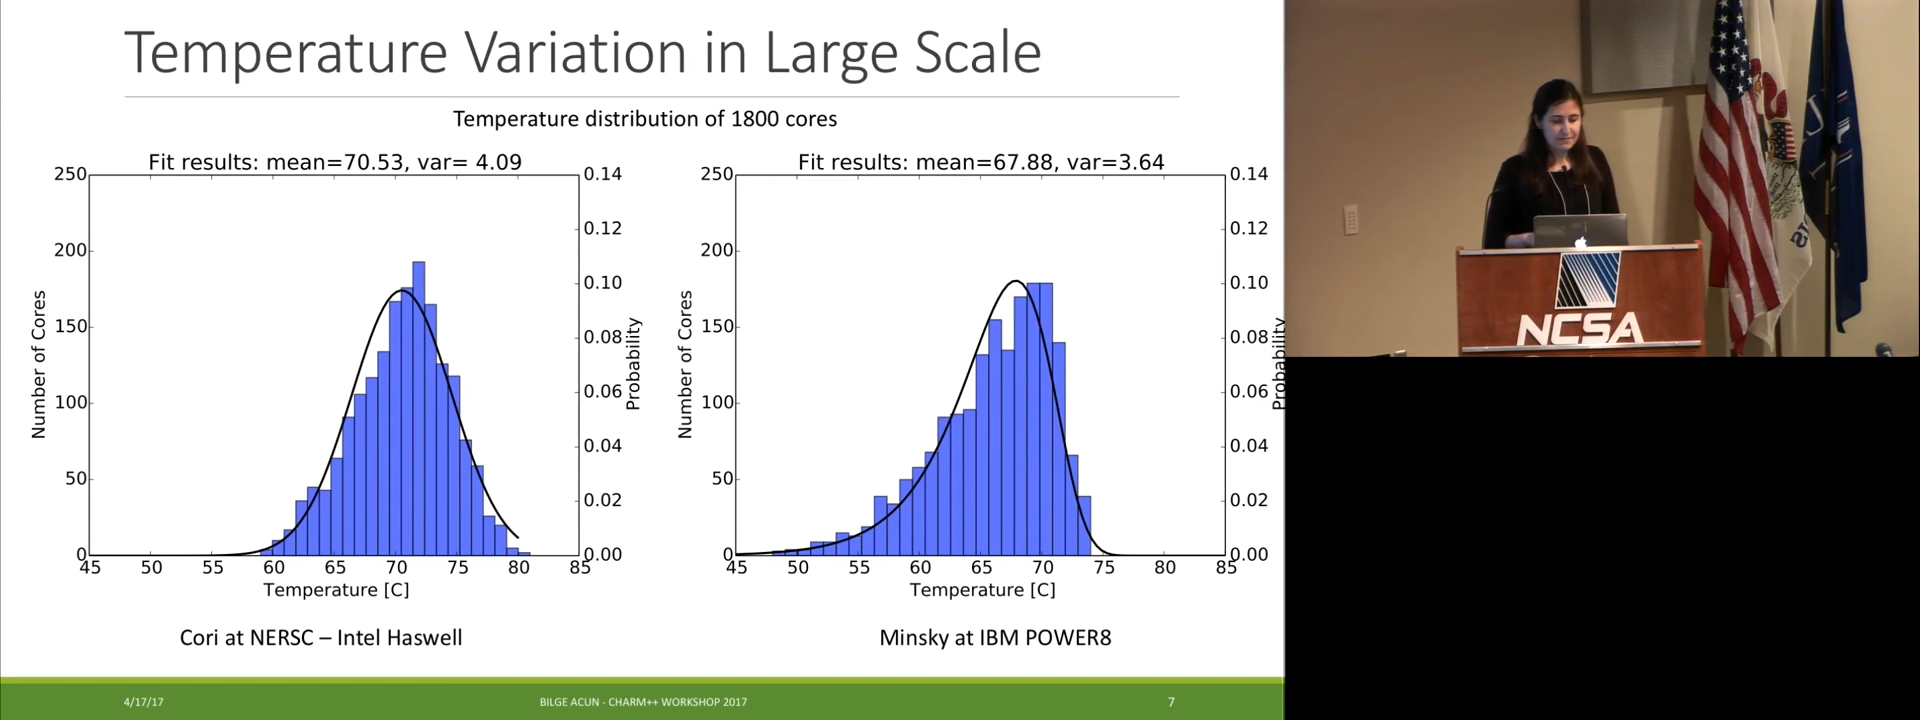 Temperature Variation in Large Scale
Temperature distribution of 1800 cores
Fit results: mean=70.53, var= 4.09
250
200
150
100
50
0
Number of Cores
0.14
0.12
0.10
0.08
0.06
0.04
0.02
0.00
Probability
45 50 55 60 65 70 75 80 85
Temperature [C]
Cori at NERSC – Intel Haswell
Fit results: mean=67.88, var=3.64
250
200
150
100
50
0
Number of Cores
0.14
0.12
0.10
0.08
0.06
0.04
0.02
0.00
Probability
45 50 55 60 65 70 75 80 85
Temperature [C]
Minsky at IBM POWER8
4/17/17
BILGE ACUN - CHARM++ WORKSHOP 2017
7
NCSA